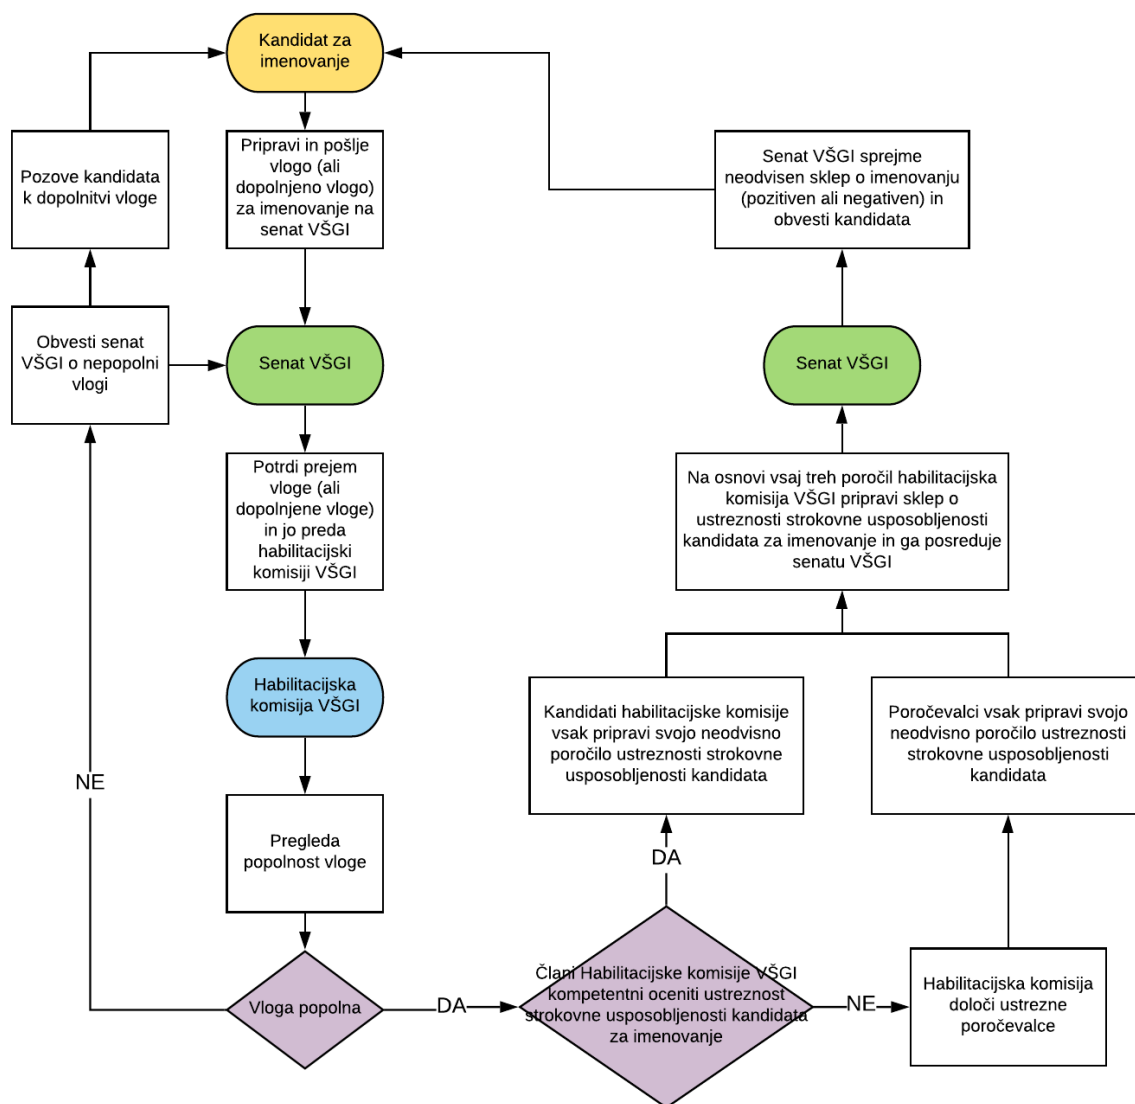 Kandidat za
imenovanje
Pripravi in pošlje
vlogo (ali
dopolnjeno vlogo)
za imenovanje na
senat VŠGI
Pozove kandidata
k dopolnitvi vloge
Senat VŠGI sprejme
neodvisen sklep o imenovanju
(pozitiven ali negativen) in
obvesti kandidata
Obvesti senat
VŠGI o nepopolni
vlogi
Senat VŠGI
Senat VŠGI
Potrdi prejem
vloge (ali
dopolnjene vloge)
in jo preda
habilitacijski
komisiji VŠGI
Na osnovi vsaj treh poročil habilitacijska
komisija VŠGI pripravi sklep o
ustreznosti strokovne usposobljenosti
kandidata za imenovanje in ga posreduje
senatu VŠGI
Habilitacijska
komisija VŠGI
Kandidati habilitacijske komisije
vsak pripravi svojo neodvisno
poročilo ustreznosti strokovne
usposobljenosti kandidata
Poročevalci vsak pripravi svojo
neodvisno poročilo ustreznosti
strokovne usposobljenosti
kandidata
NE
Pregleda
popolnost vloge
DA
Vloga popolna
DA
Člani Habilitacijske komisije VŠGI
kompetentni oceniti ustreznost
strokovne usposobljenosti kandidata
za imenovanje
NE
Habilitacijska komisija
določi ustrezne
poročevalce